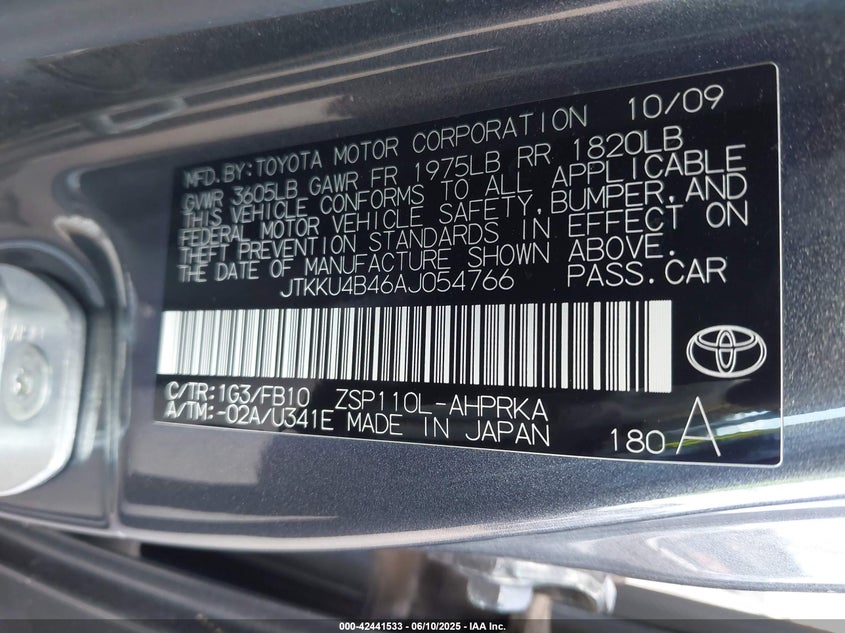 MFD.BY:TOYOTA MOTOR CORPORATION 10/09
GVWR 3605LB GAWR FR 1975LB RR 1820LB
THIS VEHICLE CONFORMS TO ALL APPLICABLE
FEDERAL MOTOR VEHICLE SAFETY,BUMPER,AND
THEFT PREVENTION STANDARDS IN EFFECT ON
THE DATE OF MANUFACTURE SHOWN ABOVE.
JTKKU4B46AJ054766 PASS.CAR
C/TR:1G3/FB10 ZSP110L-AHPRKA
A/TM:-02A/U341E MADE IN JAPAN
180 A
000-42441533 - 06/10/2025 - IAA Inc.